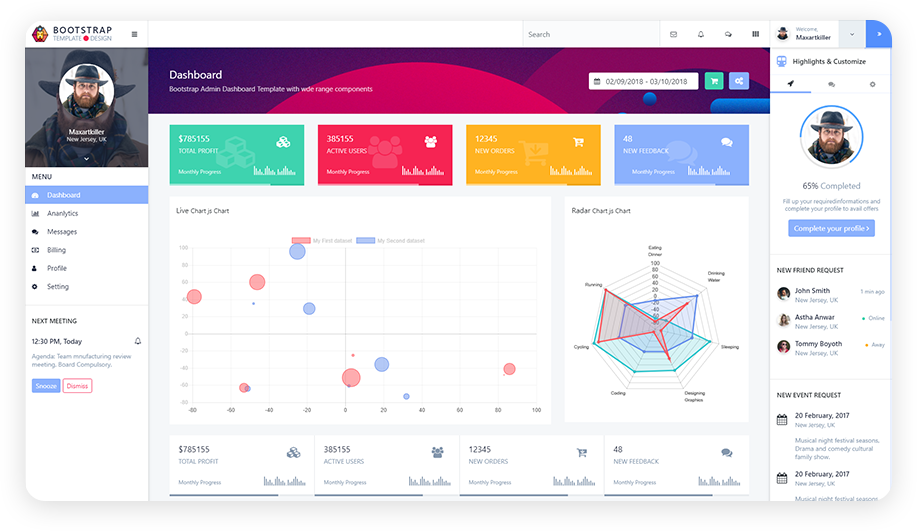 BOOTSTRAP
TEMPLATE DESIGN
Search
Welcome,
Maxartkiller
Maxartkiller
New Jersey, UK
MENU
Dashboard
Ananlytics
Messages
Billing
Profile
Setting
NEXT MEETING
12:30 PM, Today
Agenda: Team mnufacturing review
meeting, Board Compulsory.
Snooze
Dismiss
Dashboard
Bootstrap Admin Dashboard Template with wde range components
02/09/2018 - 03/10/2018
$785155
TOTAL PROFIT
Monthly Progress
385155
ACTIVE USERS
Monthly Progress
12345
NEW ORDERS
Monthly Progress
48
NEW FEEDBACK
Monthly Progress
Live Chart js Chart
My First dataset
My Second dataset
100
80
60
40
20
0
-20
-40
-60
-80
-80
-60
-40
-20
0
20
40
60
80
100
Radar Chart js Chart
Eating
Dinner
Drinking
Water
Sleeping
Designing
Graphics
Coding
Cycling
Running
100
80
60
40
20
0
-20
-40
-60
-80
$785155
TOTAL PROFIT
Monthly Progress
385155
ACTIVE USERS
Monthly Progress
12345
NEW ORDERS
Monthly Progress
48
NEW FEEDBACK
Monthly Progress
Highlights & Customize
65% Completed
Fill up your requiredinformations and
complete your profile to avail offers
Complete your profile >
NEW FRIEND REQUEST
John Smith
New Jersey, UK
1 min ago
Astha Anwar
New Jersey, UK
Online
Tommy Boyoth
New Jersey, UK
Away
NEW EVENT REQUEST
20 February, 2017
New Jersey, UK
Musical night festival seasons,
Drama and comedy cultural
family show.
20 February, 2017
New Jersey, UK
Musical night festival seasons,